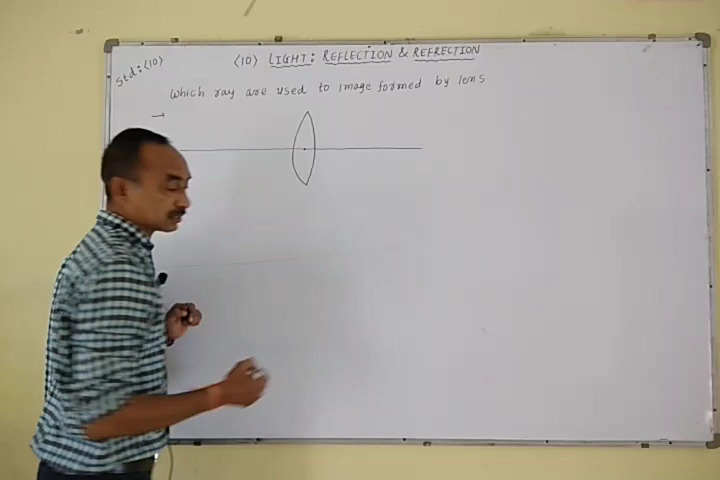 Std:(10)
(10) LIGHT: REFLECTION & REFRECTION
Which ray are used to image formed by lens